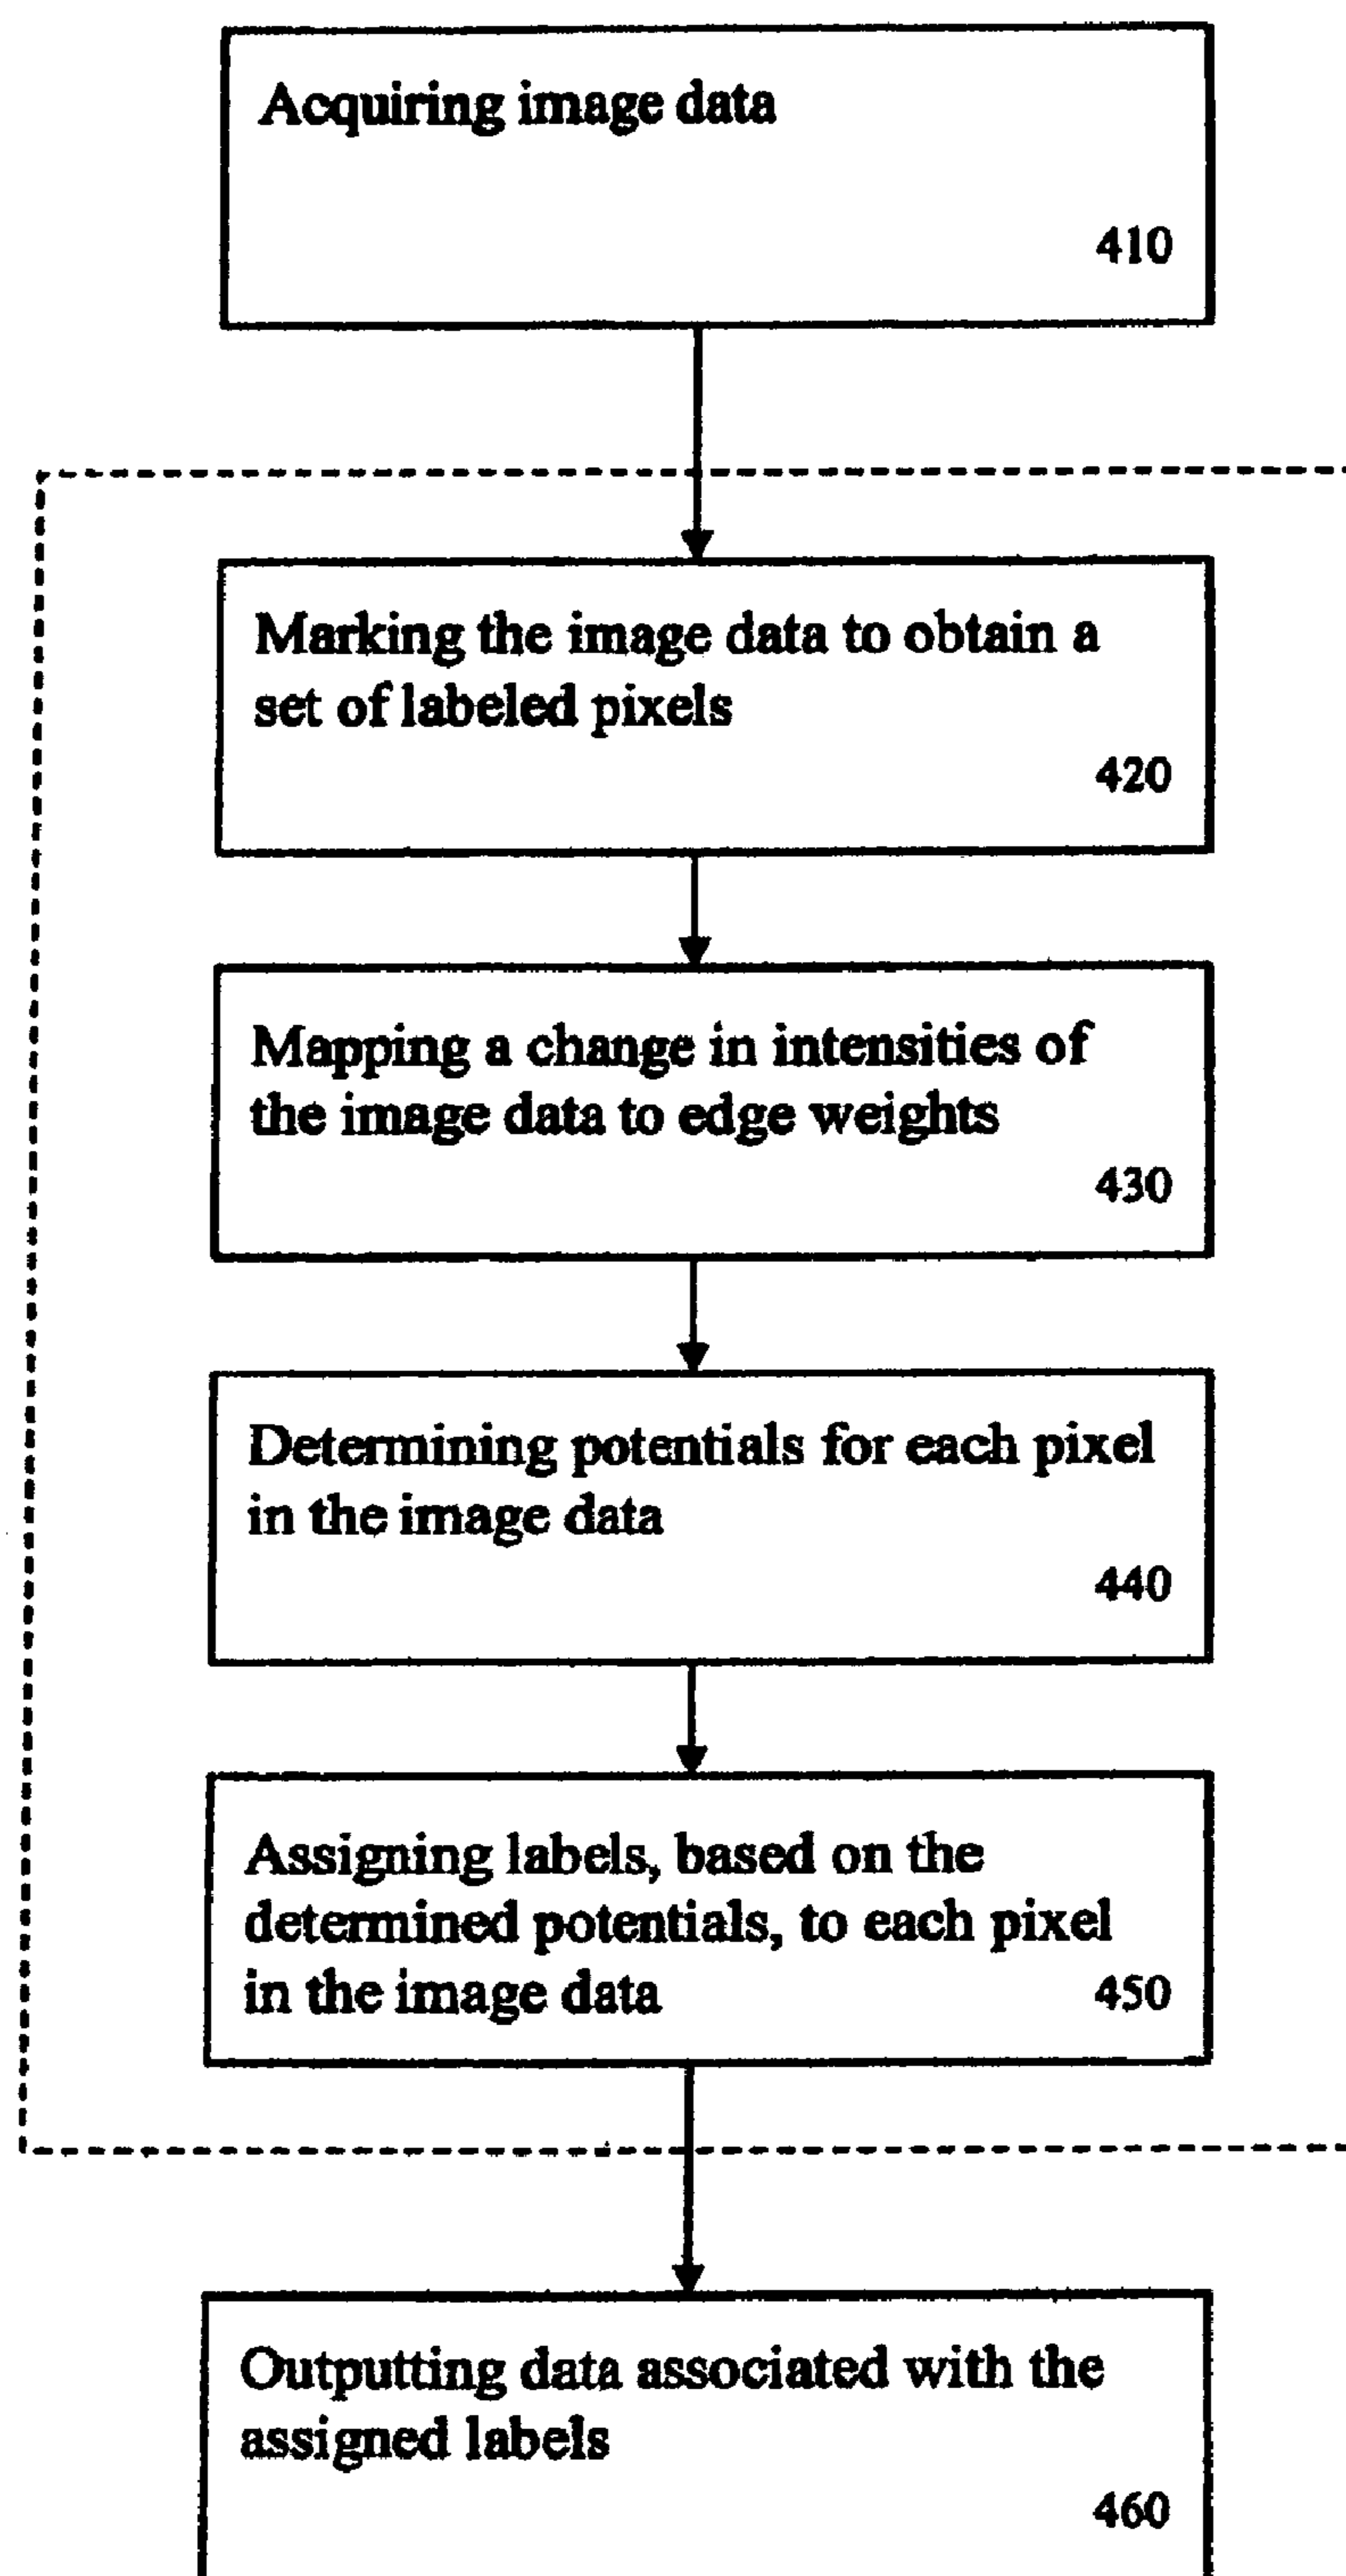 Acquiring image data
410
Marking the image data to obtain a
set of labeled pixels
420
Mapping a change in intensities of
the image data to edge weights
430
Determining potentials for each pixel
in the image data
440
Assigning labels, based on the
determined potentials, to each pixel
in the image data 450
Outputting data associated with the
assigned labels
460